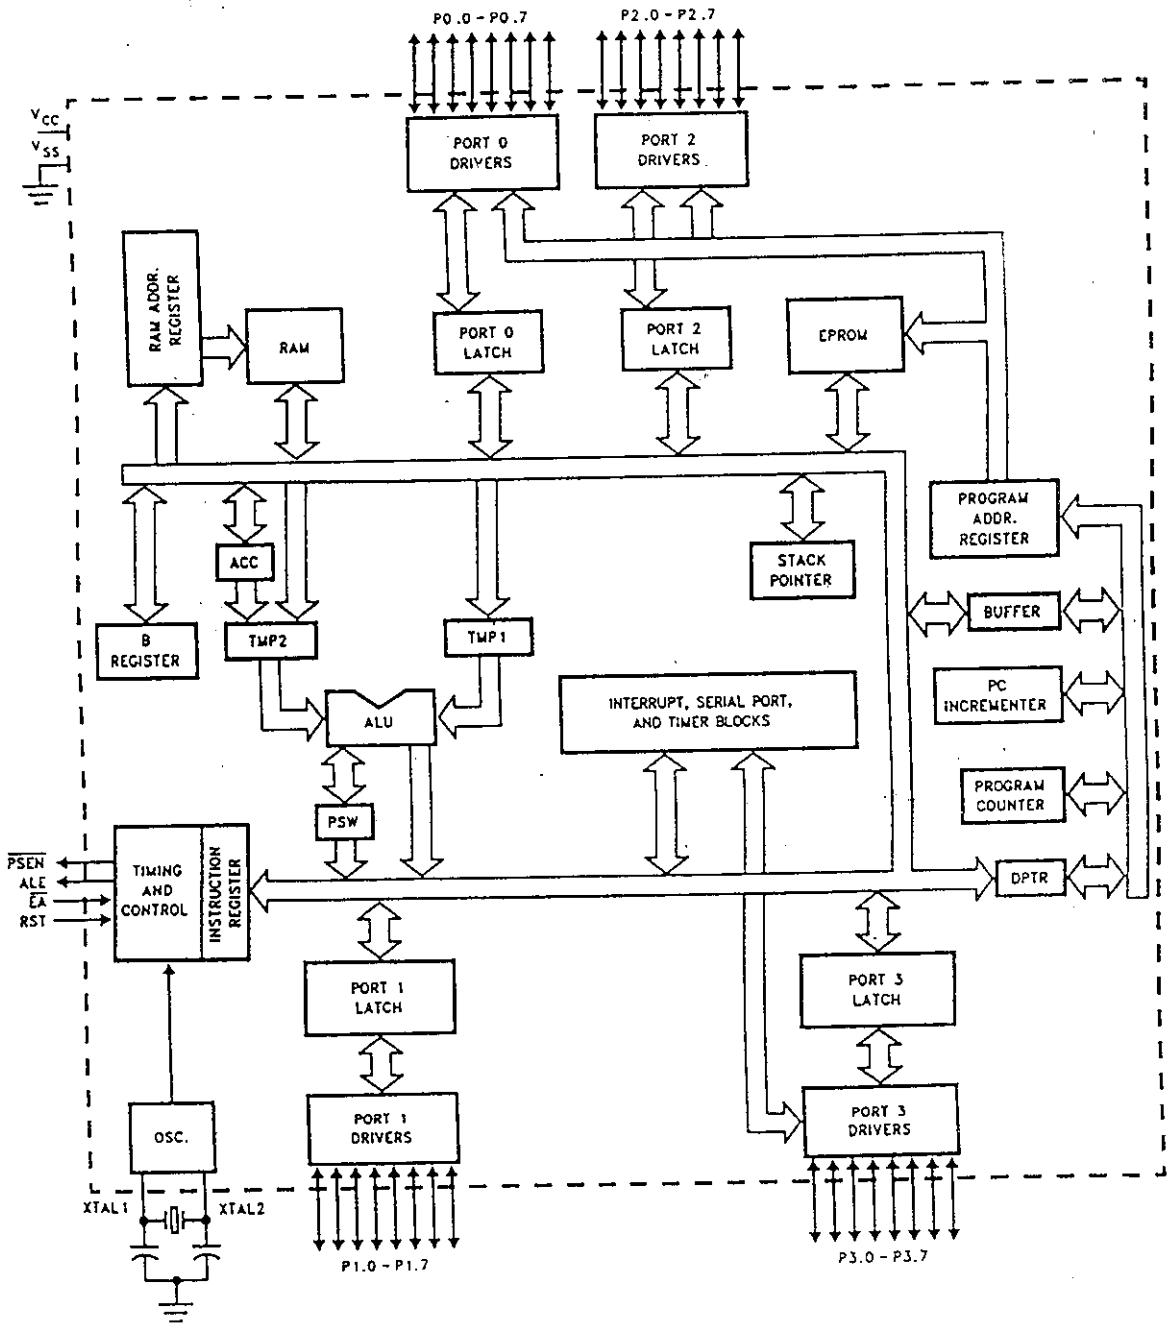 P0.0 – P0.7
P2.0 – P2.7
VCC
VSS
PORT 0
DRIVERS
PORT 2
DRIVERS
RAM ADDR.
REGISTER
RAM
PORT 0
LATCH
PORT 2
LATCH
EPROM
PROGRAM
ADDR.
REGISTER
ACC
STACK
POINTER
B
REGISTER
TMP2
TMP1
BUFFER
ALU
INTERRUPT, SERIAL PORT,
AND TIMER BLOCKS
PC
INCREMENTER
PSW
PROGRAM
COUNTER
PSEN
ALE
EA
RST
TIMING
AND
CONTROL
INSTRUCTION
REGISTER
DPTR
PORT 1
LATCH
PORT 3
LATCH
OSC.
PORT 1
DRIVERS
PORT 3
DRIVERS
XTAL1
XTAL2
P1.0 – P1.7
P3.0 – P3.7